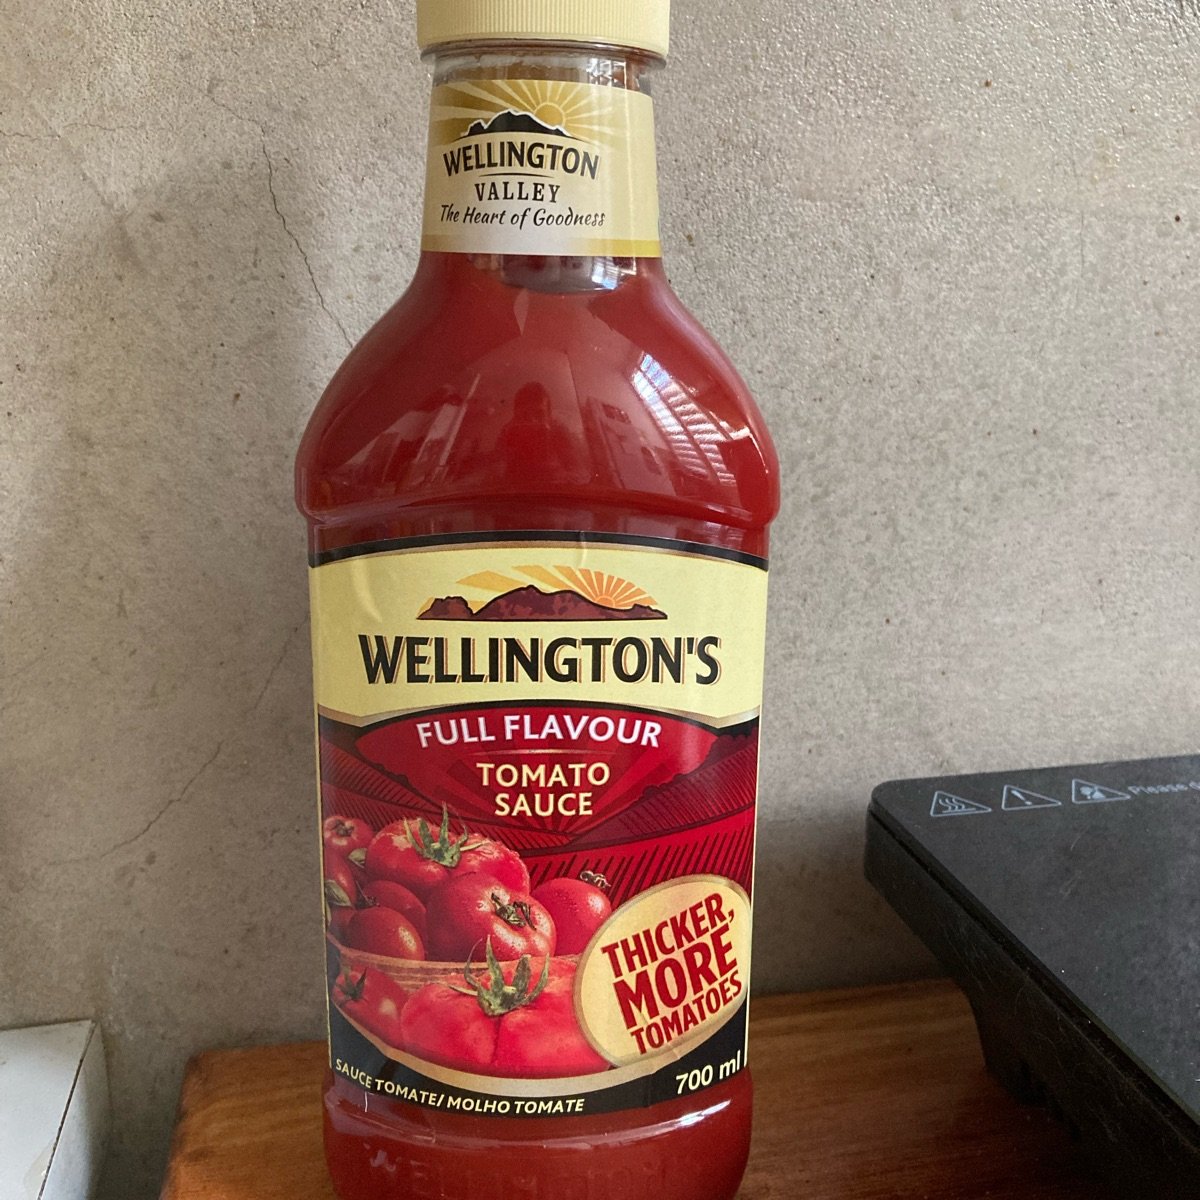 WELLINGTON
VALLEY
The Heart of Goodness
WELLINGTON'S
FULL FLAVOUR
TOMATO
SAUCE
THICKER,
MORE
TOMATOES
SAUCE TOMATE/ MOLHO TOMATE
700 ml
Please